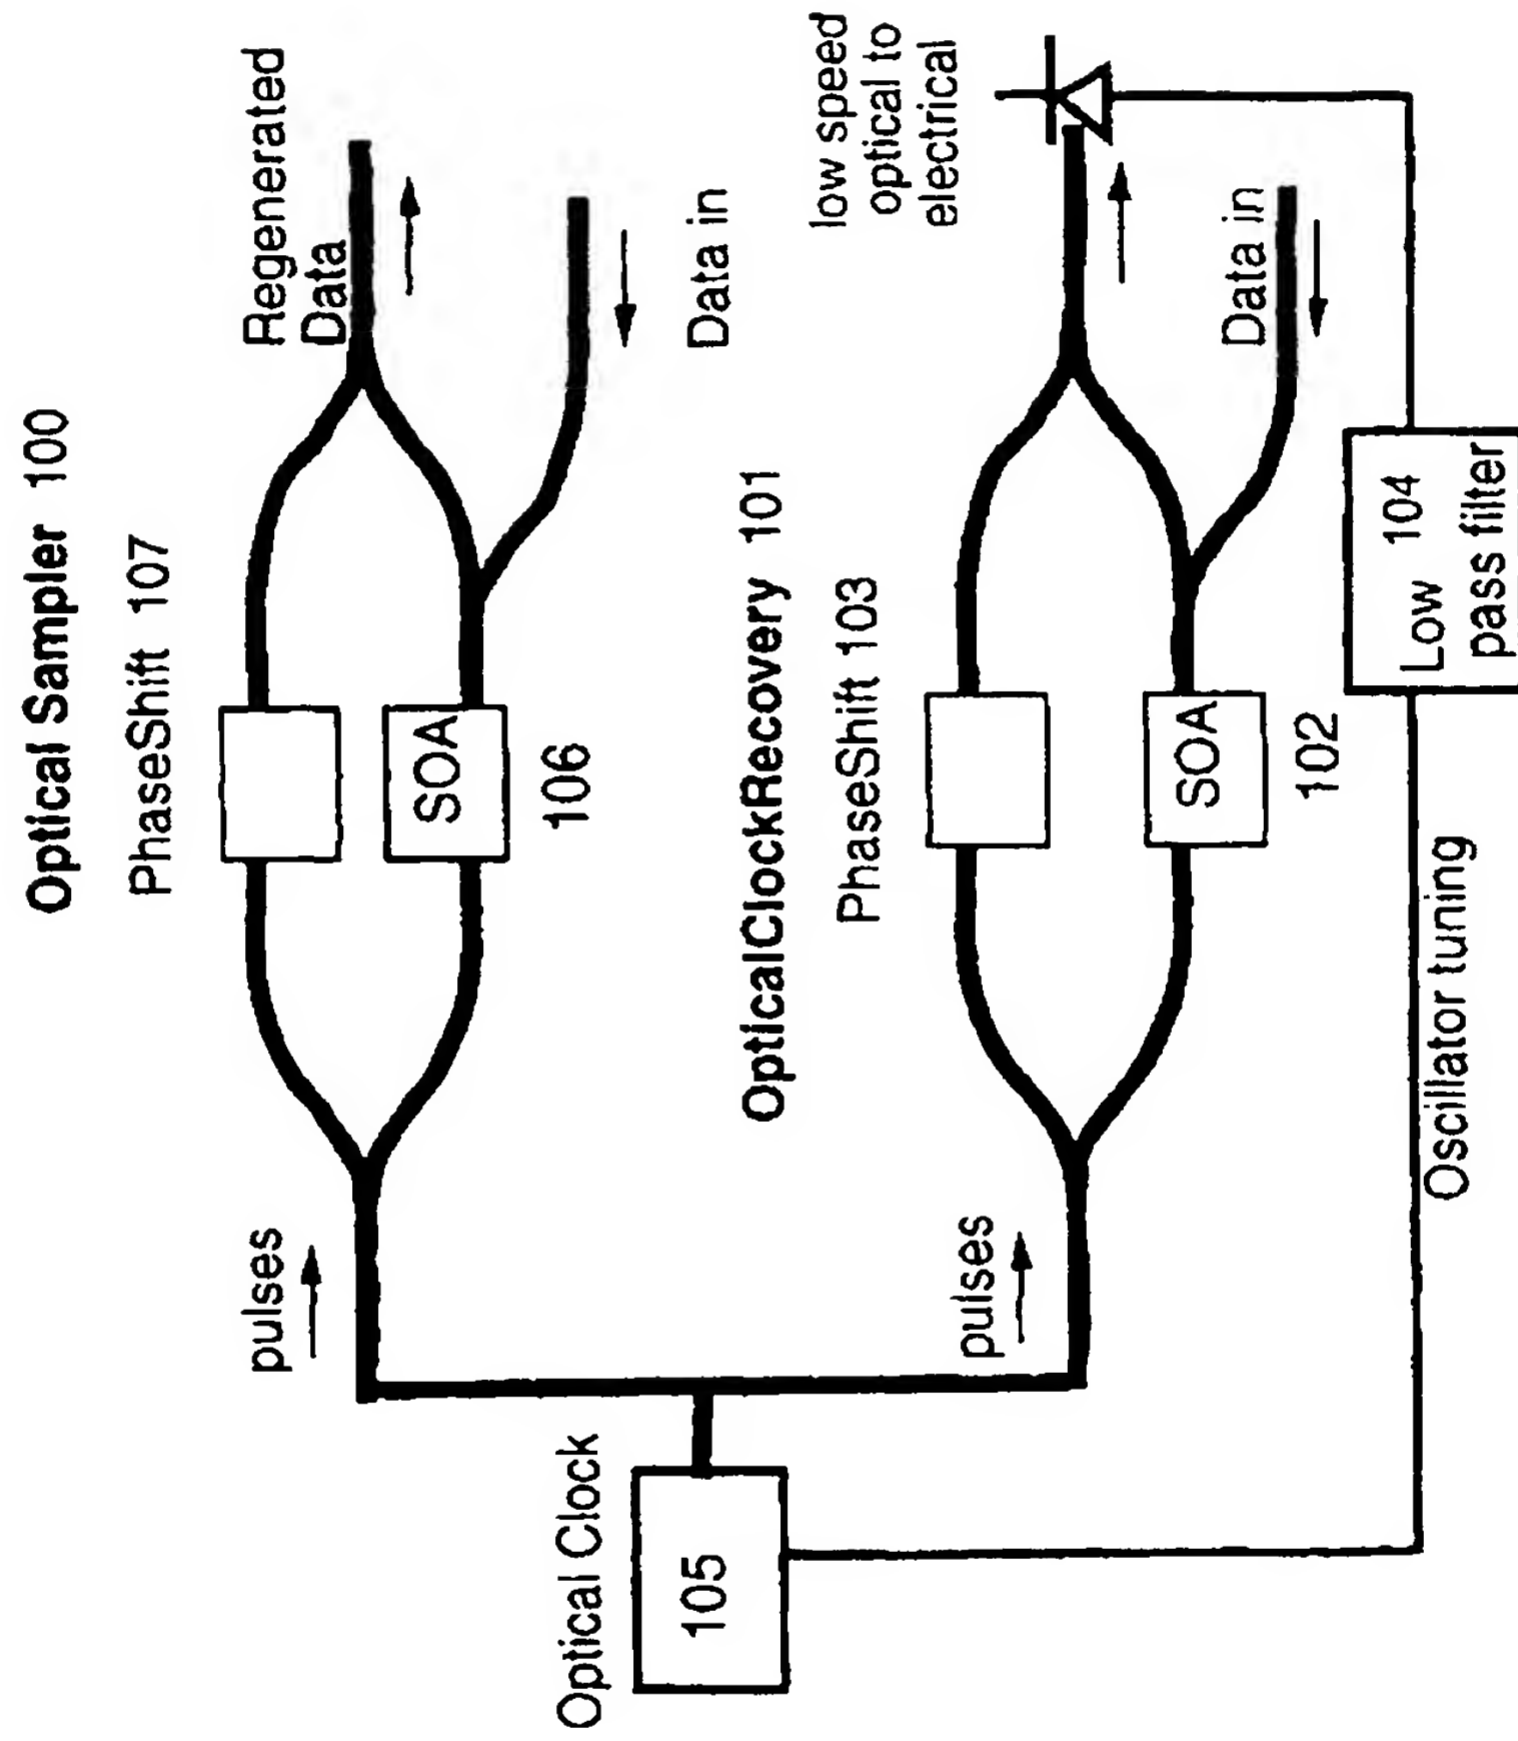 Optical Sampler 100
PhaseShift 107
Regenerated
Data
SOA
106
Data in
pulses
Optical Clock
105
OpticalClockRecovery 101
PhaseShift 103
low speed
optical to
electrical
SOA
102
Data in
pulses
104
Low
pass filter
Oscillator tuning